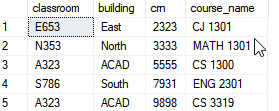 classroom building crn course_name
1 E653 East 2323 CJ 1301
2 N353 North 3333 MATH 1301
3 A323 ACAD 5555 CS 1300
4 S786 South 7931 ENG 2301
5 A323 ACAD 9898 CS 3319